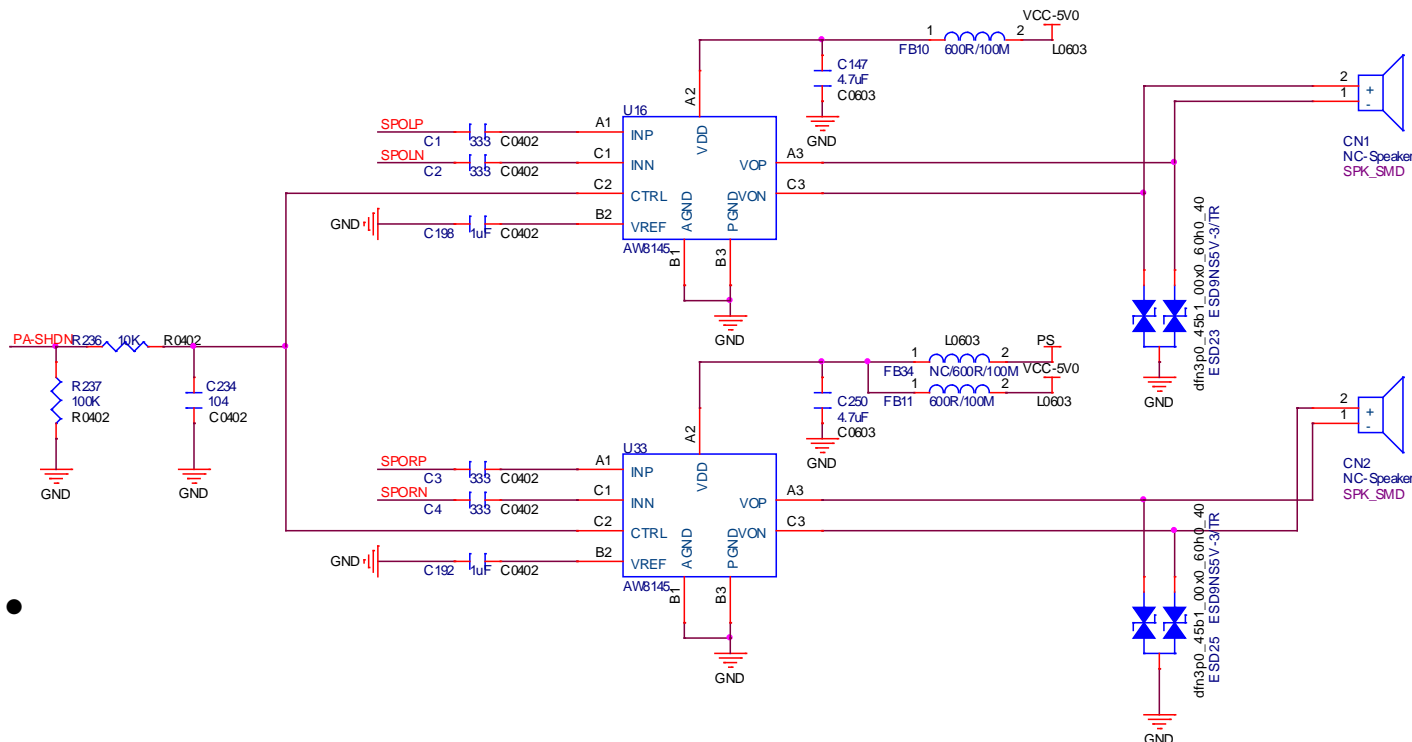 VCC-5V0
1 2
FB10 600R/100M L0603
C147
4.7uF
C0603
GND
2
1
+
-
CN1
NC-Speaker
SPK_SMD
A2
U16
SPOLP
C1 333 C0402
A1 INP
VDD
SPOLN
C2 333 C0402
C1 INN
VOP A3
C2 CTRL
VON C3
GND
C198 1uF C0402
B2 VREF
AGND
PGND
AW8145
B1
B3
GND
dfn3p0_45b1_00x0_60h0_40
ESD23 ESD9NS5V-3/TR
GND
PA-SHDN
R236 10K R0402
R237
100K
R0402
GND
C234
104
C0402
GND
L0603 PS
1 2
FB34 NC/600R/100M
VCC-5V0
1 2
FB11 600R/100M L0603
C250
4.7uF
C0603
GND
2
1
+
-
CN2
NC-Speaker
SPK_SMD
A2
U33
SPORP
C3 333 C0402
A1 INP
VDD
SPORN
C4 333 C0402
C1 INN
VOP A3
C2 CTRL
VON C3
GND
C192 1uF C0402
B2 VREF
AGND
PGND
AW8145
B1
B3
GND
dfn3p0_45b1_00x0_60h0_40
ESD25 ESD9NS5V-3/TR
GND